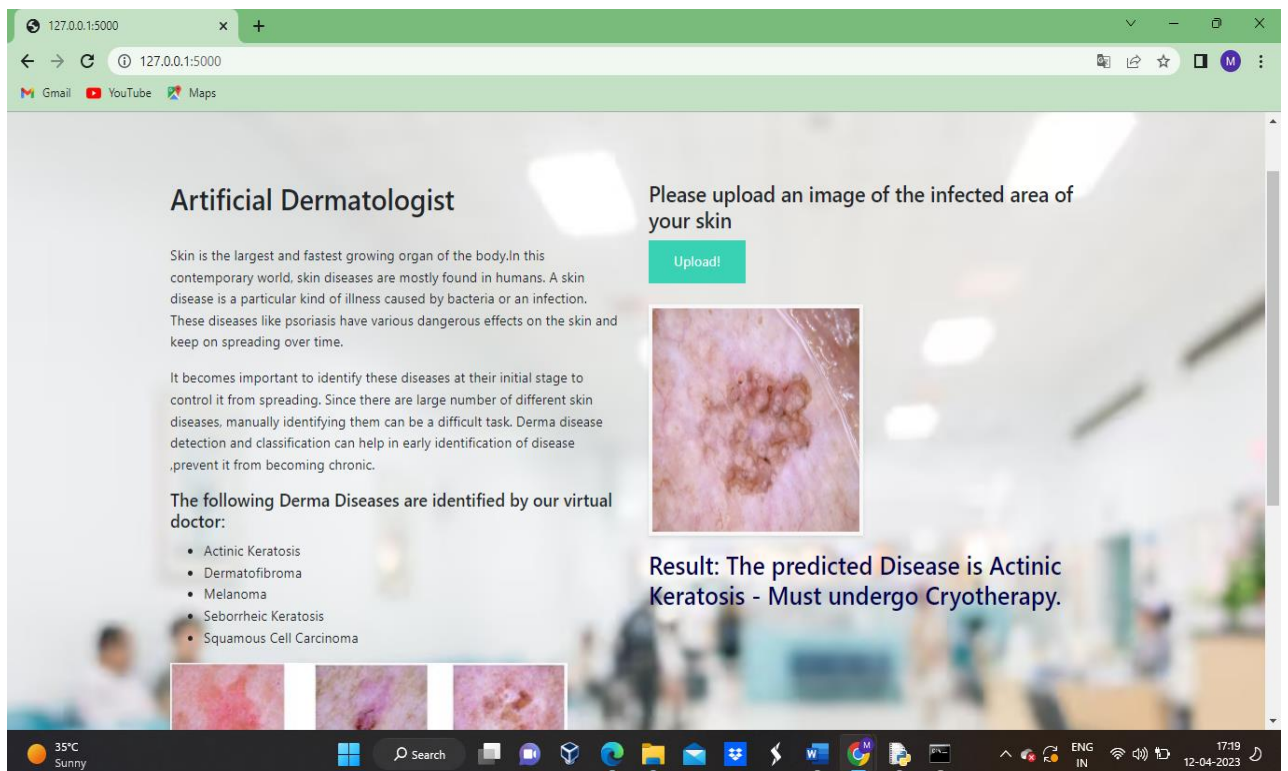 127.0.0.1:5000
127.0.0.1:5000
M
Gmail
YouTube
Maps
Artificial Dermatologist
Skin is the largest and fastest growing organ of the body.In this
contemporary world, skin diseases are mostly found in humans. A skin
disease is a particular kind of illness caused by bacteria or an infection.
These diseases like psoriasis have various dangerous effects on the skin and
keep on spreading over time.
It becomes important to identify these diseases at their initial stage to
control it from spreading. Since there are large number of different skin
diseases, manually identifying them can be a difficult task. Derma disease
detection and classification can help in early identification of disease
,prevent it from becoming chronic.
The following Derma Diseases are identified by our virtual
doctor:
Actinic Keratosis
Dermatofibroma
Melanoma
Seborrheic Keratosis
Squamous Cell Carcinoma
Please upload an image of the infected area of
your skin
Upload!
Result: The predicted Disease is Actinic
Keratosis - Must undergo Cryotherapy.
35°C
Sunny
Search
M
ENG
IN
17:19
12-04-2023